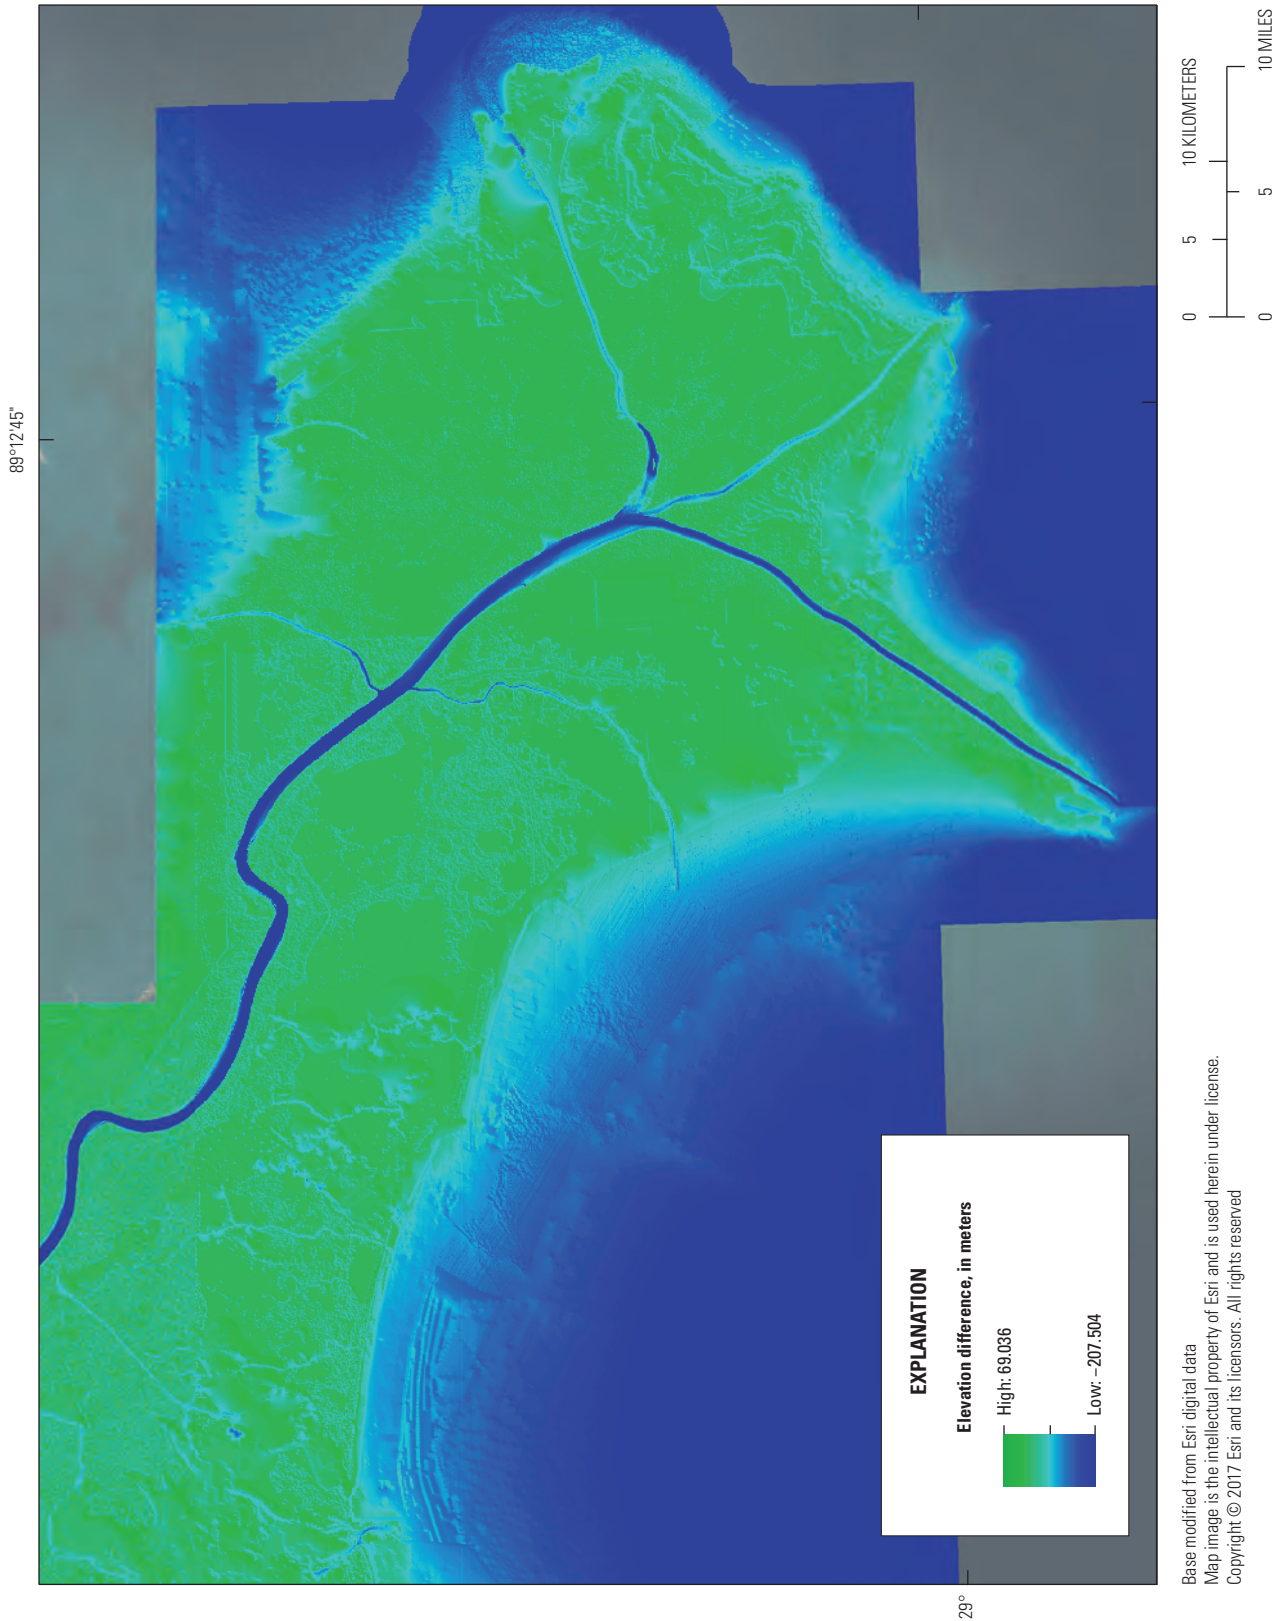 89°12'45"
29°
EXPLANATION
Elevation difference, in meters
High: 69.036
Low: −207.504
Base modified from Esri digital data
Map image is the intellectual property of Esri and is used herein under license.
Copyright © 2017 Esri and its licensors. All rights reserved
0 5 10 KILOMETERS
0 5 10 MILES